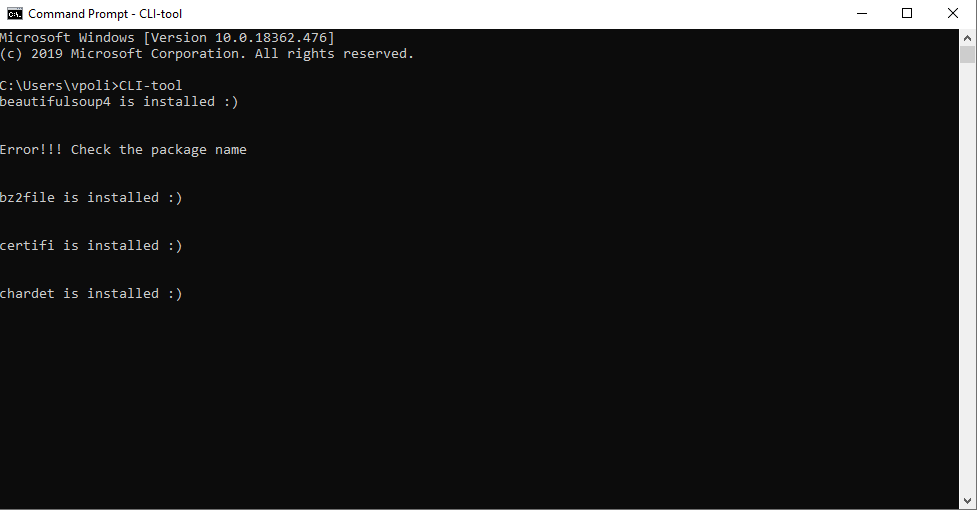 Command Prompt - CLI-tool
Microsoft Windows [Version 10.0.18362.476]
(c) 2019 Microsoft Corporation. All rights reserved.
C:\Users\vpoli>CLI-tool
beautifulsoup4 is installed :)
Error!!! Check the package name
bz2file is installed :)
certifi is installed :)
chardet is installed :)